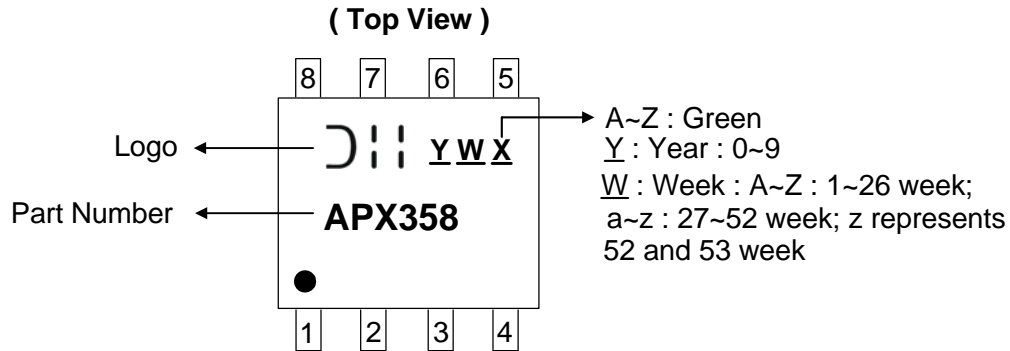 ( Top View )
8 7 6 5
Logo
Y W X
A~Z : Green
Y : Year : 0~9
W : Week : A~Z : 1~26 week;
a~z : 27~52 week; z represents
52 and 53 week
Part Number
APX358
1 2 3 4